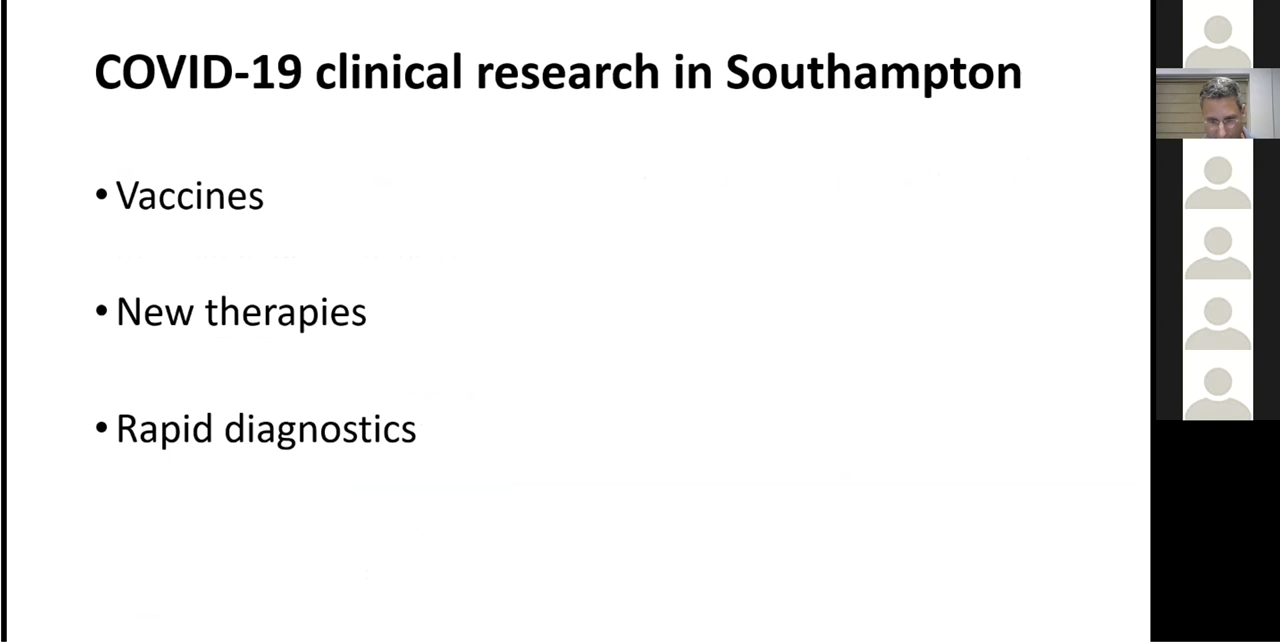 COVID-19 clinical research in Southampton
• Vaccines
• New therapies
• Rapid diagnostics